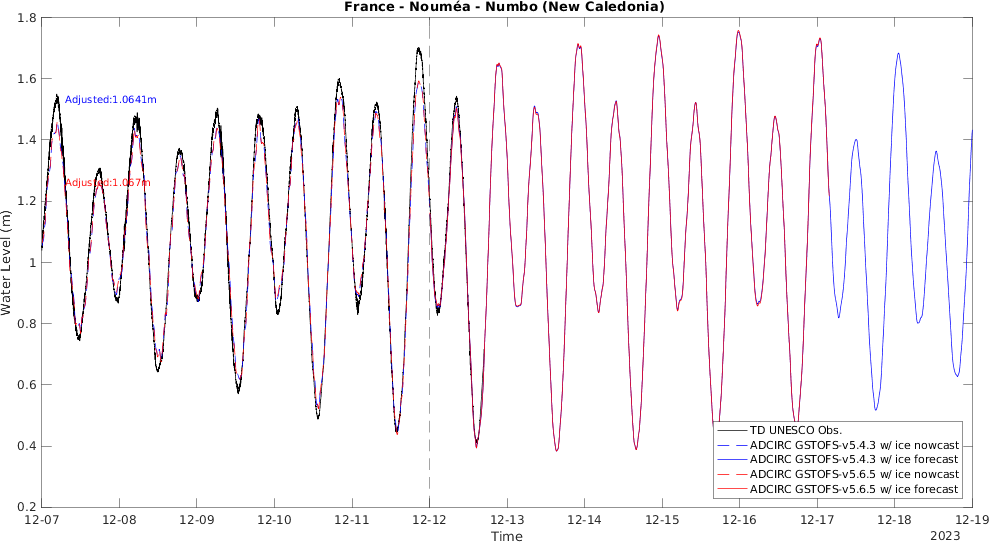 France - Nouméa - Numbo (New Caledonia)
Water Level (m)
1.8
1.6
1.4
1.2
1
0.8
0.6
0.4
0.2
Adjusted:1.0641m
Adjusted:1.067m
TD UNESCO Obs.
ADCIRC GSTOFS-v5.4.3 w/ ice nowcast
ADCIRC GSTOFS-v5.4.3 w/ ice forecast
ADCIRC GSTOFS-v5.6.5 w/ ice nowcast
ADCIRC GSTOFS-v5.6.5 w/ ice forecast
12-07 12-08 12-09 12-10 12-11 12-12 12-13 12-14 12-15 12-16 12-17 12-18 12-19
Time
2023